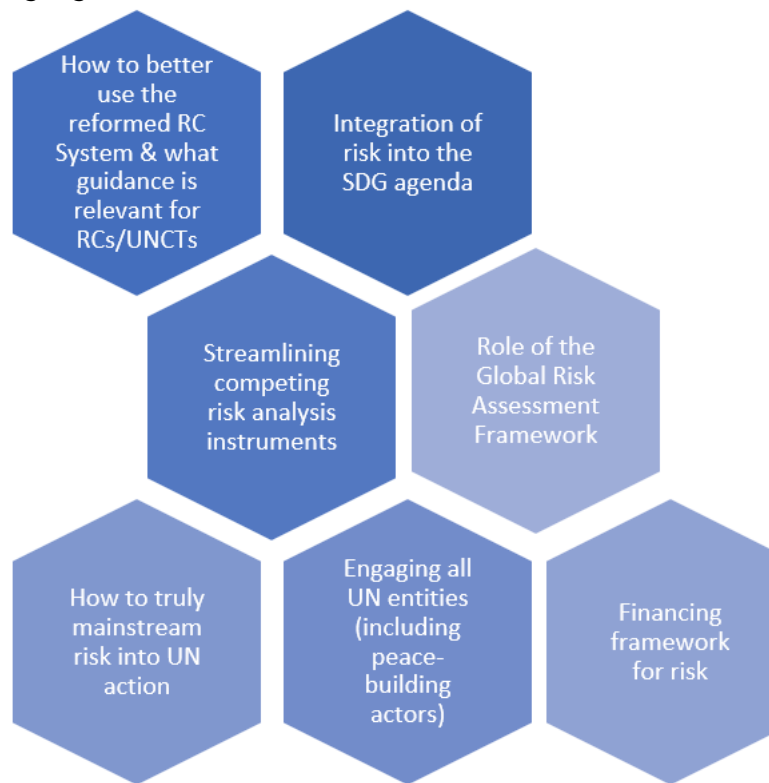 How to better
use the
reformed RC
System & what
guidance is
relevant for
RCs/UNCTs
Integration of
risk into the
SDG agenda
Streamlining
competing
risk analysis
instruments
Role of the
Global Risk
Assessment
Framework
How to truly
mainstream
risk into UN
action
Engaging all
UN entities
(including
peace-
building
actors)
Financing
framework
for risk